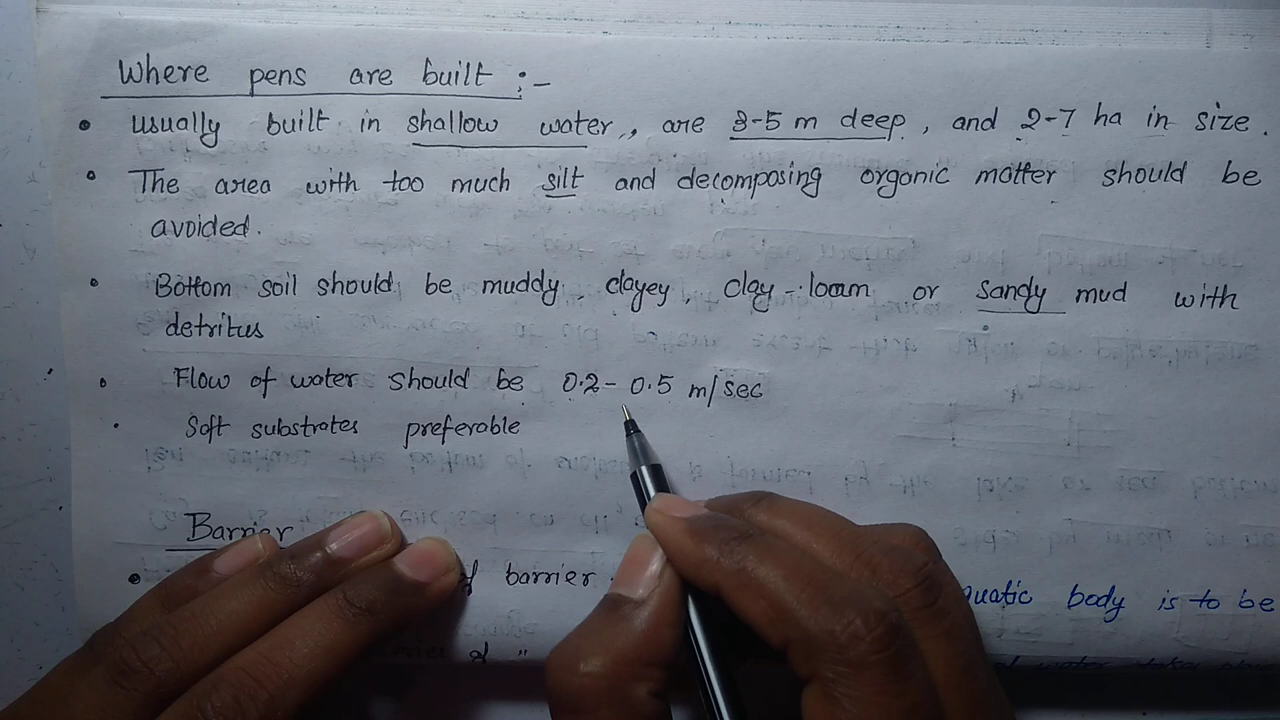 Where pens are built :-
• usually built in shallow water, are 3-5 m deep, and 2-7 ha in size.
• The area with too much silt and decomposing organic matter should be
avoided.
• Bottom soil should be muddy, clayey, clay-loam or sandy mud with
detritus
• Flow of water should be 0.2-0.5 m/sec
• Soft substrates preferable
Barrier
• of barrier body is to be
of "